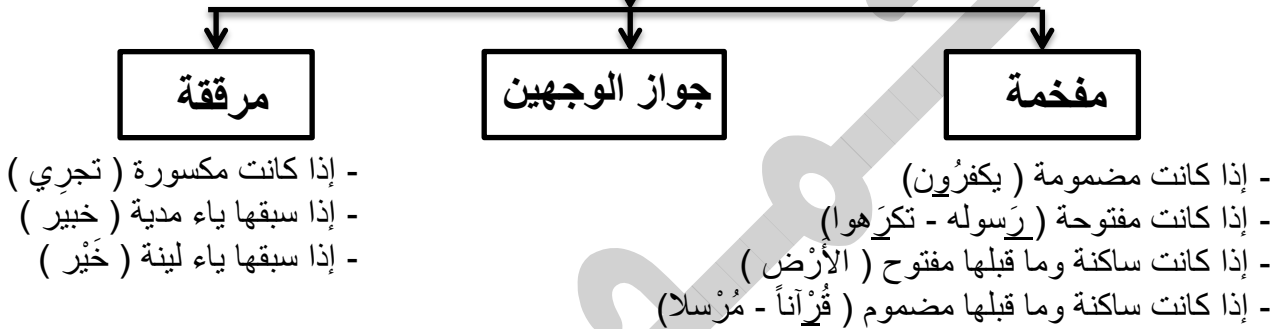 مفخمة
جواز الوجهين
مرققة
- إذا كانت مضمومة ( يكفرُون)
- إذا كانت مفتوحة ( رَسوله - تكرَهوا)
- إذا كانت ساكنة وما قبلها مفتوح ( الأَرْض )
- إذا كانت ساكنة وما قبلها مضموم ( قُرْآناً - مُرْسلا)
- إذا كانت مكسورة ( تجرِي )
- إذا سبقها ياء مدية ( خبير )
- إذا سبقها ياء لينة ( خَيْر )